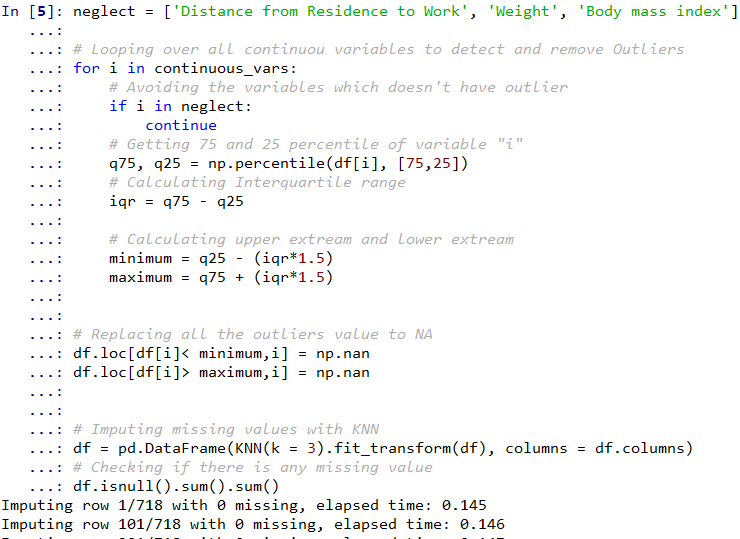 In [5]: neglect = ['Distance from Residence to Work', 'Weight', 'Body mass index']
...:
...: # Looping over all continuou variables to detect and remove Outliers
...: for i in continuous_vars:
...:     # Avoiding the variables which doesn't have outlier
...:     if i in neglect:
...:         continue
...:     # Getting 75 and 25 percentile of variable "i"
...:     q75, q25 = np.percentile(df[i], [75,25])
...:     # Calculating Interquartile range
...:     iqr = q75 - q25
...:
...:     # Calculating upper extream and lower extream
...:     minimum = q25 - (iqr*1.5)
...:     maximum = q75 + (iqr*1.5)
...:
...:
...: # Replacing all the outliers value to NA
...: df.loc[df[i]< minimum,i] = np.nan
...: df.loc[df[i]> maximum,i] = np.nan
...:
...:
...: # Imputing missing values with KNN
...: df = pd.DataFrame(KNN(k = 3).fit_transform(df), columns = df.columns)
...: # Checking if there is any missing value
...: df.isnull().sum().sum()
Imputing row 1/718 with 0 missing, elapsed time: 0.145
Imputing row 101/718 with 0 missing, elapsed time: 0.146